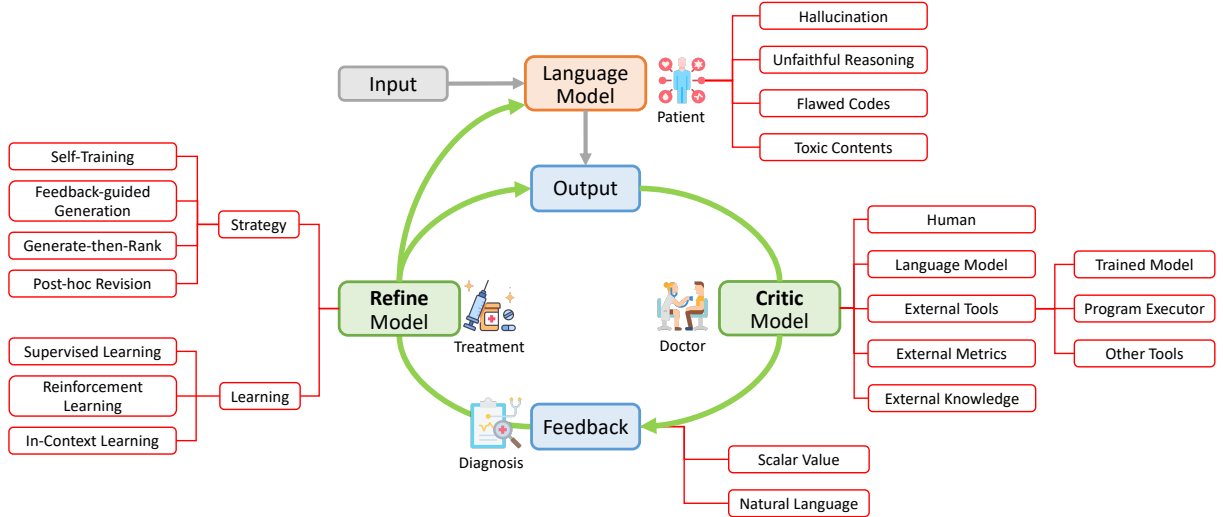 Hallucination
Unfaithful Reasoning
Flawed Codes
Toxic Contents
Input
Language
Model
Patient
Output
Self-Training
Feedback-guided
Generation
Generate-then-Rank
Post-hoc Revision
Strategy
Supervised Learning
Reinforcement
Learning
In-Context Learning
Learning
Refine
Model
Treatment
Doctor
Critic
Model
Human
Language Model
External Tools
External Metrics
External Knowledge
Trained Model
Program Executor
Other Tools
Diagnosis
Feedback
Scalar Value
Natural Language